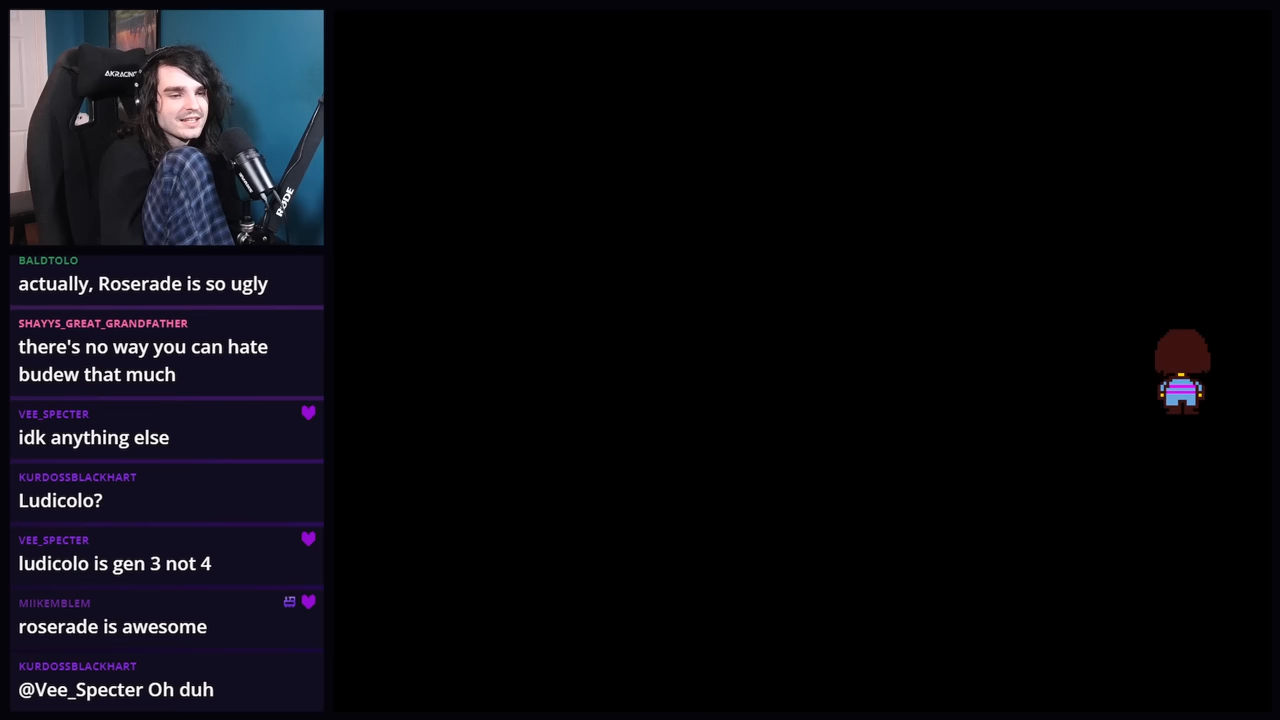 AKRACING
RØDE
BALDTOLO
actually, Roserade is so ugly
SHAYYS_GREAT_GRANDFATHER
there's no way you can hate
budew that much
VEE_SPECTER
idk anything else
KURDOSSBLACKHART
Ludicolo?
VEE_SPECTER
ludicolo is gen 3 not 4
MIIKEMBLEM
roserade is awesome
KURDOSSBLACKHART
@Vee_Specter Oh duh